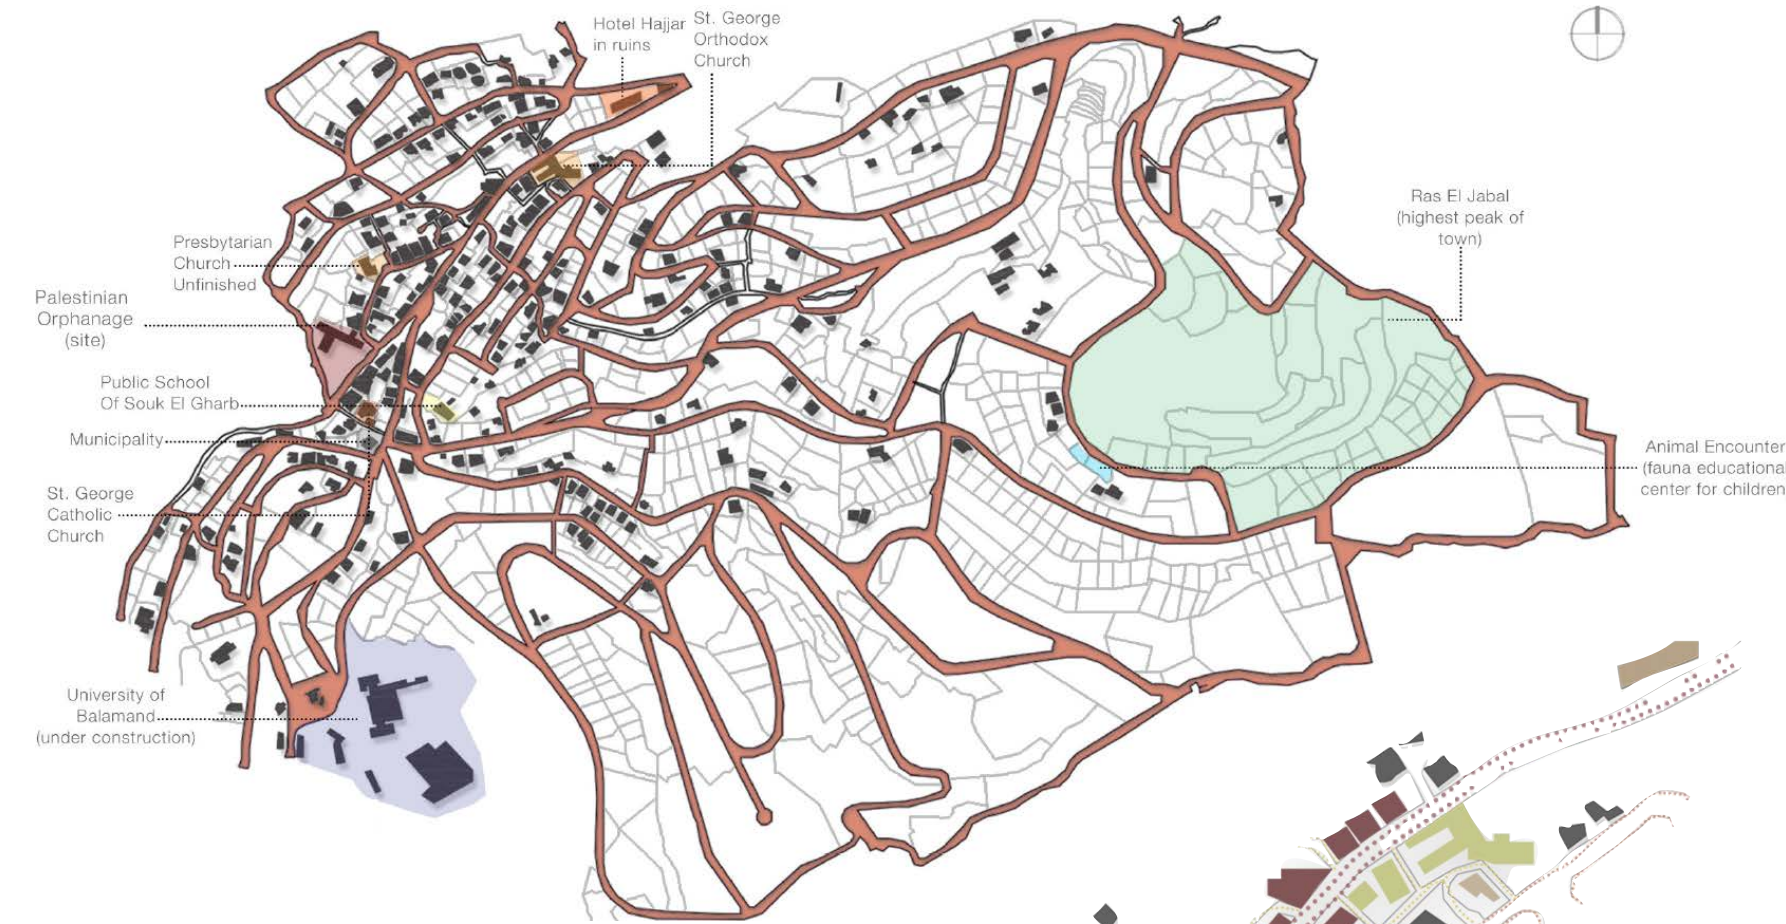 Hotel Hajjar
in ruins
St. George
Orthodox
Church
Ras El Jabal
(highest peak of
town)
Presbytarian
Church
Unfinished
Palestinian
Orphanage
(site)
Public School
Of Souk El Gharb
Municipality
Animal Encounter
(fauna educational
center for children
St. George
Catholic
Church
University of
Balamand
(under construction)